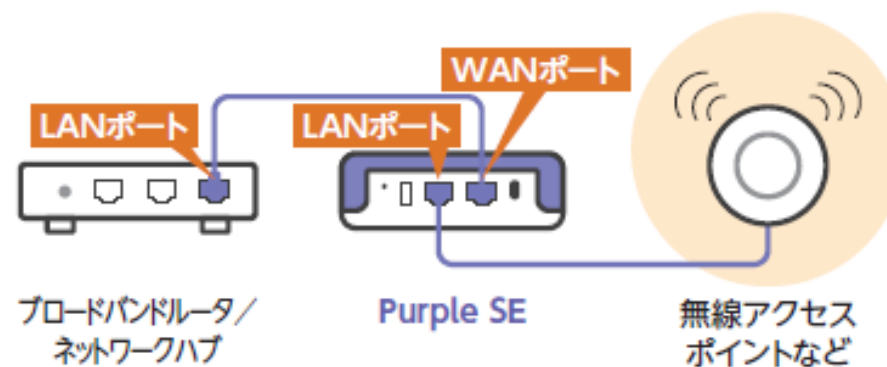 WANポート
LANポート
LANポート
ブロードバンドルータ/
ネットワークハブ
Purple SE
無線アクセス
ポイントなど